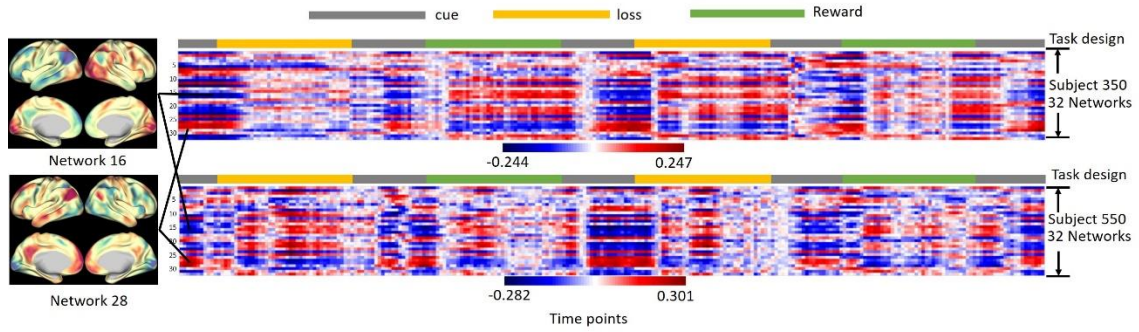 cue loss Reward
Task design
5
10
15
20
25
30
Subject 350
32 Networks
Network 16
-0.244 0.247
Task design
5
10
15
20
25
30
Subject 550
32 Networks
Network 28
-0.282 0.301
Time points